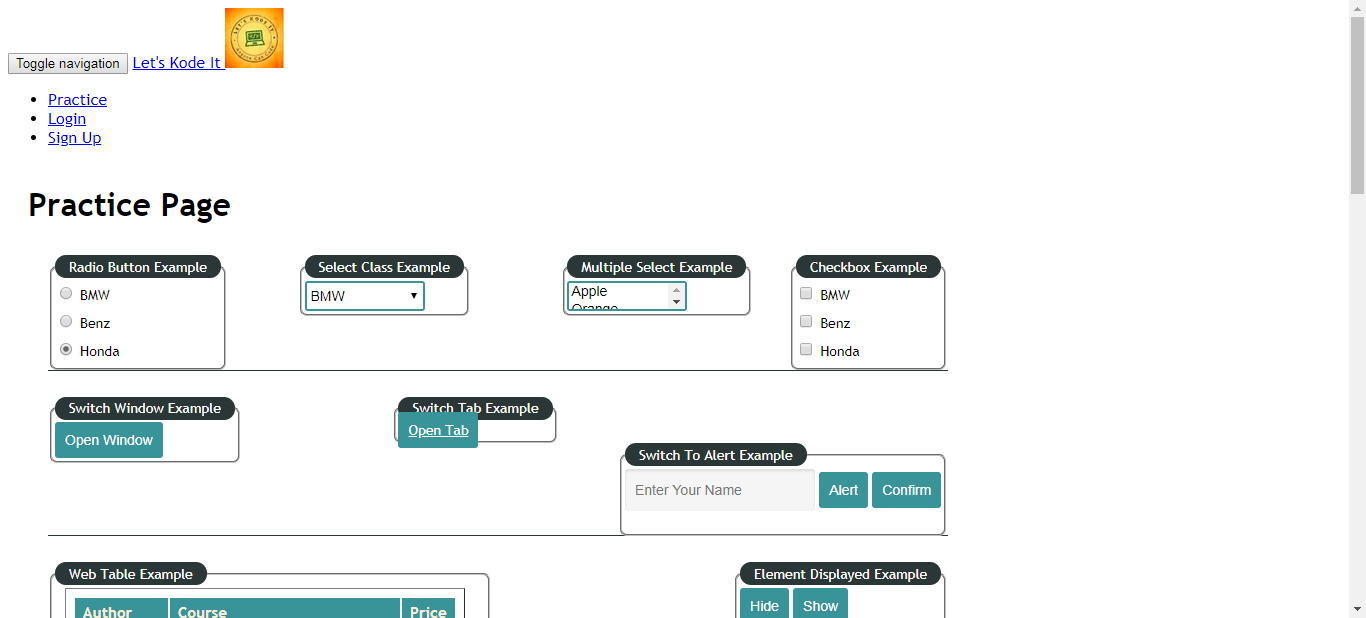 Toggle navigation Let's Kode It
LET'S KODE IT
Practice
Login
Sign Up
Practice Page
Radio Button Example
BMW
Benz
Honda
Select Class Example
BMW
Multiple Select Example
Apple
Orange
Checkbox Example
BMW
Benz
Honda
Switch Window Example
Open Window
Switch Tab Example
Open Tab
Switch To Alert Example
Enter Your Name Alert Confirm
Web Table Example
Author Course Price
Element Displayed Example
Hide Show